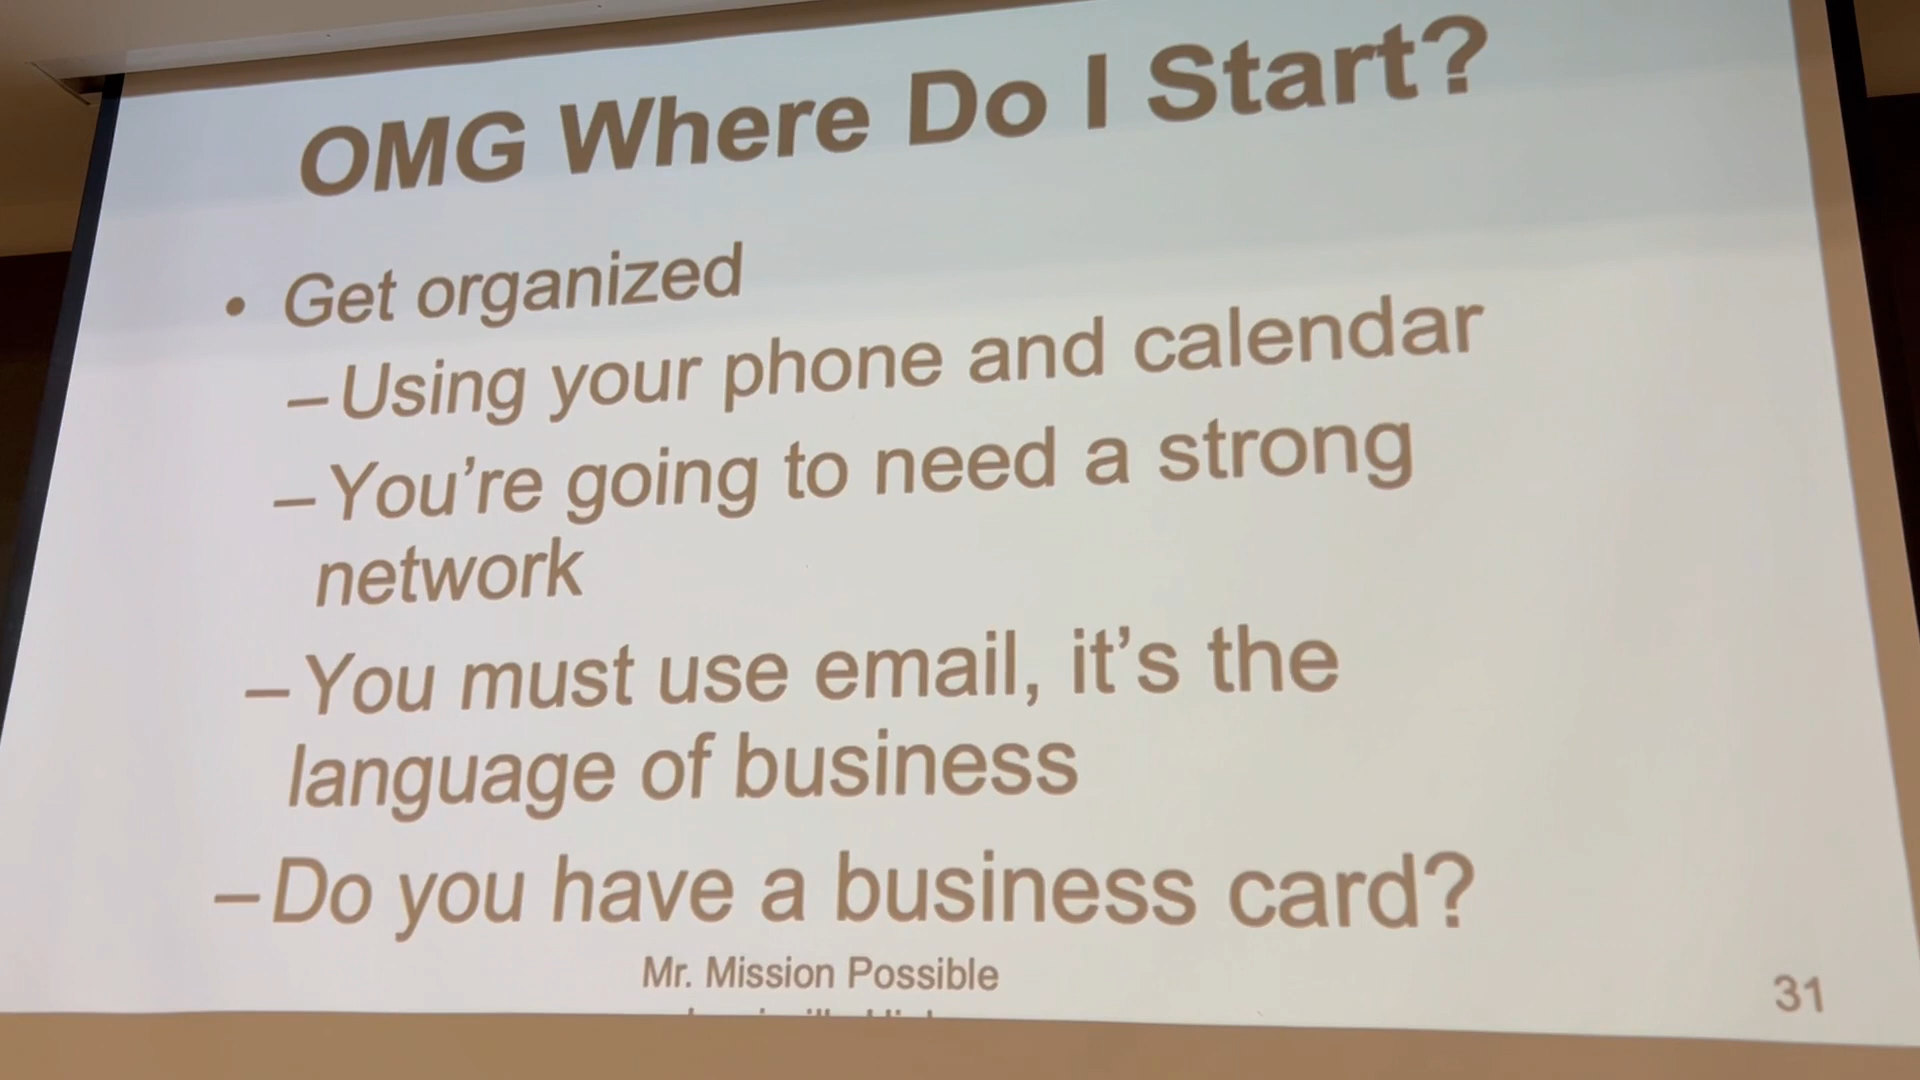 OMG Where Do I Start?
• Get organized
– Using your phone and calendar
– You're going to need a strong
network
– You must use email, it's the
language of business
– Do you have a business card?
Mr. Mission Possible
31